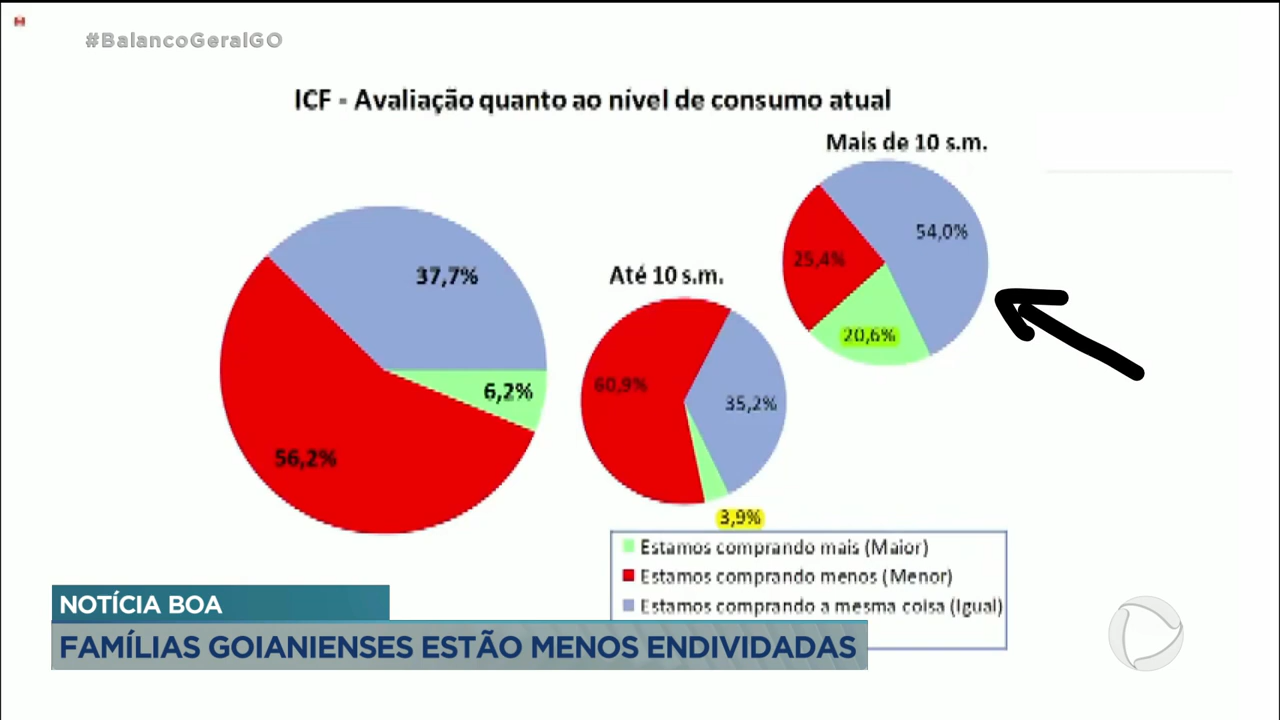 #BalancoGeralGO
ICF - Avaliação quanto ao nível de consumo atual
Mais de 10 s.m.
54,0%
25,4%
20,6%
Até 10 s.m.
60,9%
35,2%
3,9%
37,7%
6,2%
56,2%
Estamos comprando mais (Maior)
Estamos comprando menos (Menor)
Estamos comprando a mesma coisa (Igual)
NOTÍCIA BOA
FAMÍLIAS GOIANIENSES ESTÃO MENOS ENDIVIDADAS